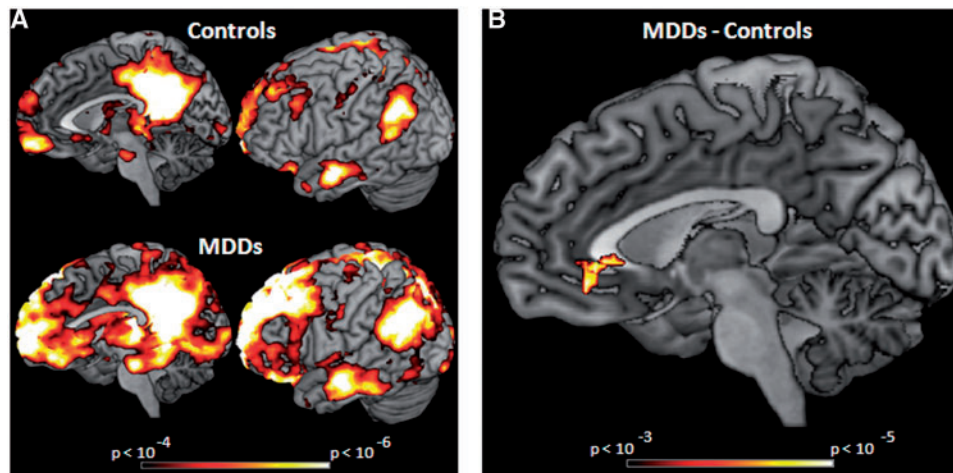 A
Controls
MDDs
p < 10⁻⁴
p < 10⁻⁶
B
MDDs - Controls
p < 10⁻³
p < 10⁻⁵